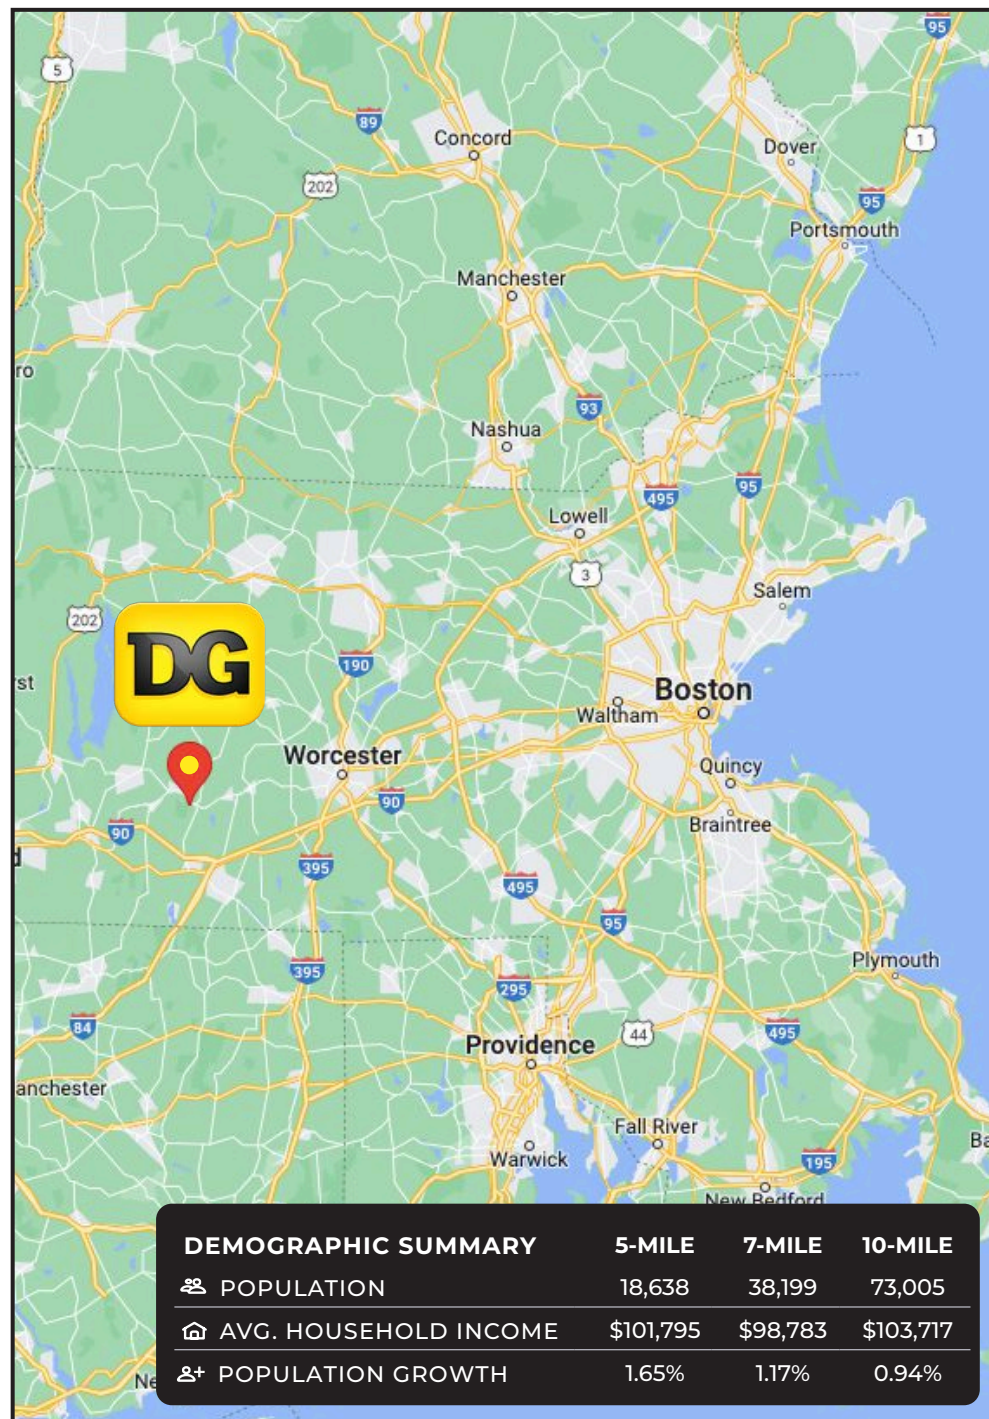 95
5
89
Concord
Dover
1
202
95
Portsmouth
Manchester
ro
93
Nashua
495
95
Lowell
3
Salem
202
DG
190
st
Boston
Waltham
Worcester
Quincy
90
Braintree
90
d
395
495
95
Plymouth
395
295
84
44
495
Providence
anchester
Fall River
Ba
Warwick
195
New Bedford
DEMOGRAPHIC SUMMARY 5-MILE 7-MILE 10-MILE
POPULATION 18,638 38,199 73,005
AVG. HOUSEHOLD INCOME $101,795 $98,783 $103,717
POPULATION GROWTH 1.65% 1.17% 0.94%
Ne